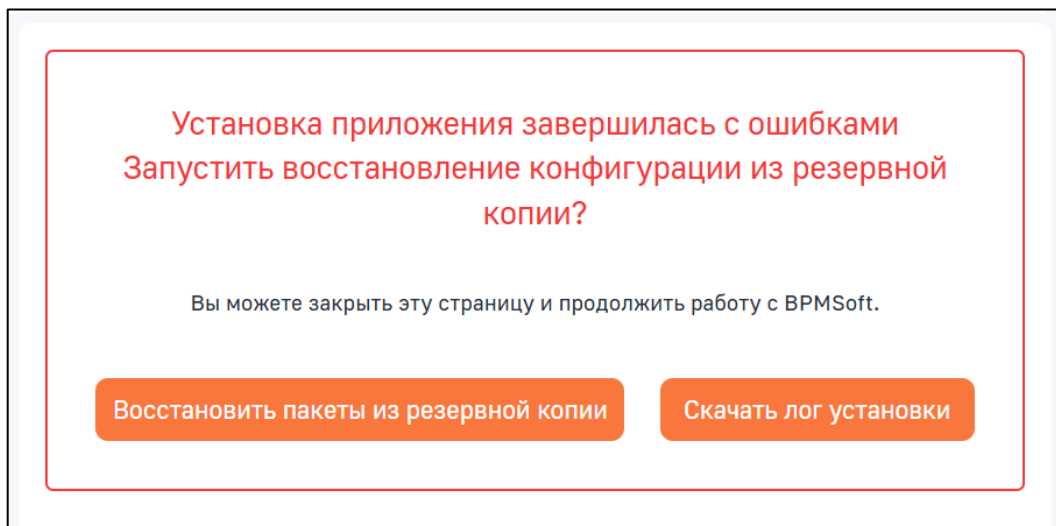 Установка приложения завершилась с ошибками
Запустить восстановление конфигурации из резервной
копии?
Вы можете закрыть эту страницу и продолжить работу с BPMSoft.
Восстановить пакеты из резервной копии
Скачать лог установки